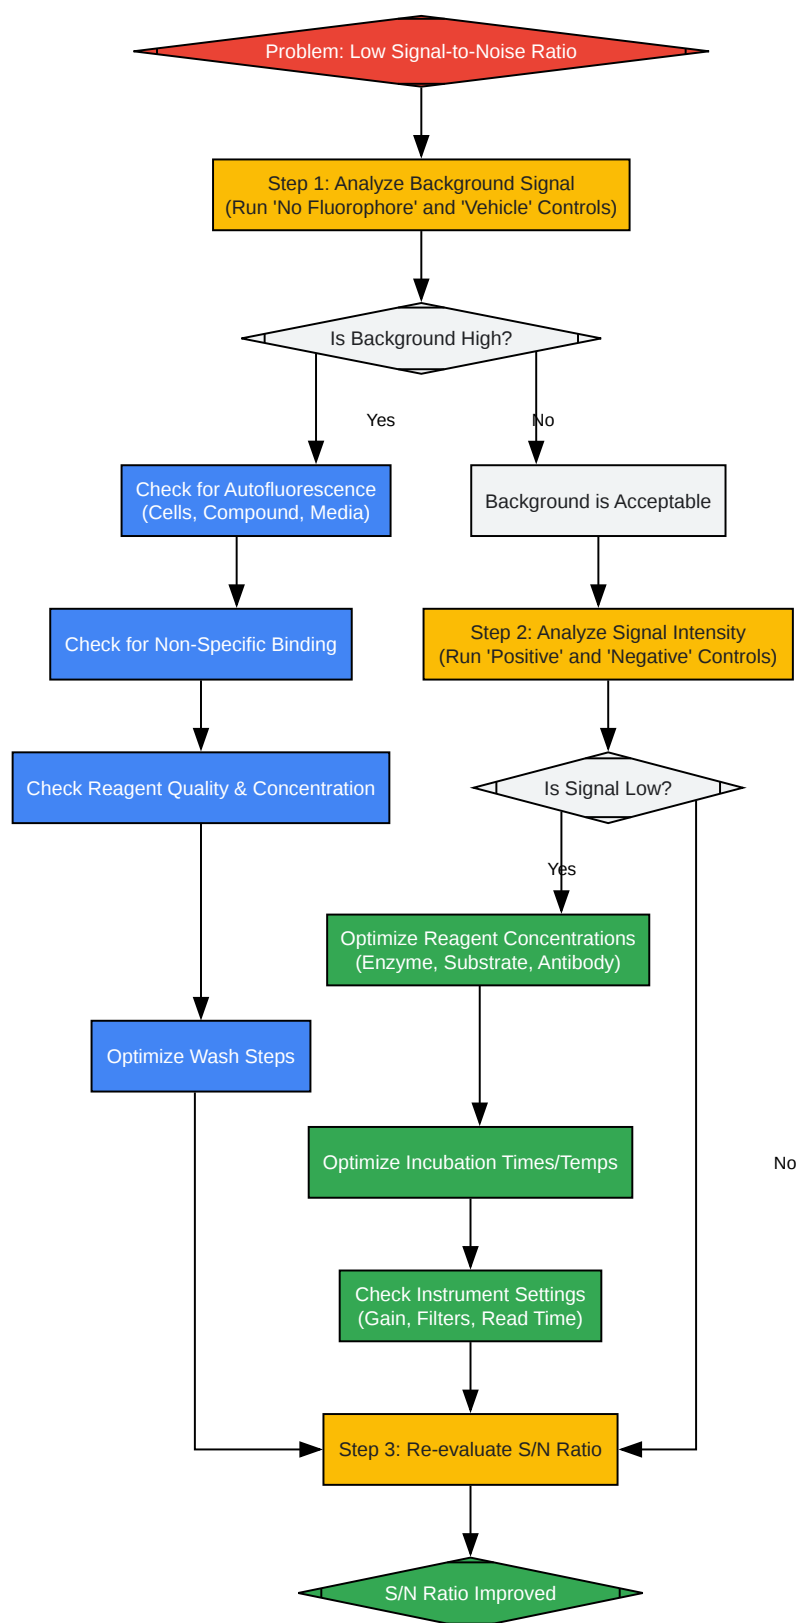 Problem: Low Signal-to-Noise Ratio
Step 1: Analyze Background Signal
(Run 'No Fluorophore' and 'Vehicle' Controls)
Is Background High?
Yes
No
Check for Autofluorescence
(Cells, Compound, Media)
Background is Acceptable
Check for Non-Specific Binding
Step 2: Analyze Signal Intensity
(Run 'Positive' and 'Negative' Controls)
Check Reagent Quality & Concentration
Is Signal Low?
Yes
Optimize Reagent Concentrations
(Enzyme, Substrate, Antibody)
Optimize Wash Steps
Optimize Incubation Times/Temps
No
Check Instrument Settings
(Gain, Filters, Read Time)
Step 3: Re-evaluate S/N Ratio
S/N Ratio Improved